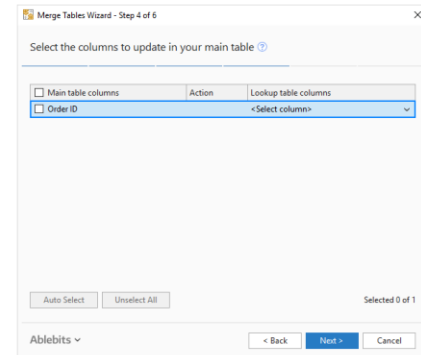 Merge Tables Wizard - Step 4 of 6
Select the columns to update in your main table ?
Main table columns Action Lookup table columns
Order ID <Select column>
Auto Select Unselect All Selected 0 of 1
Ablebits < Back Next > Cancel